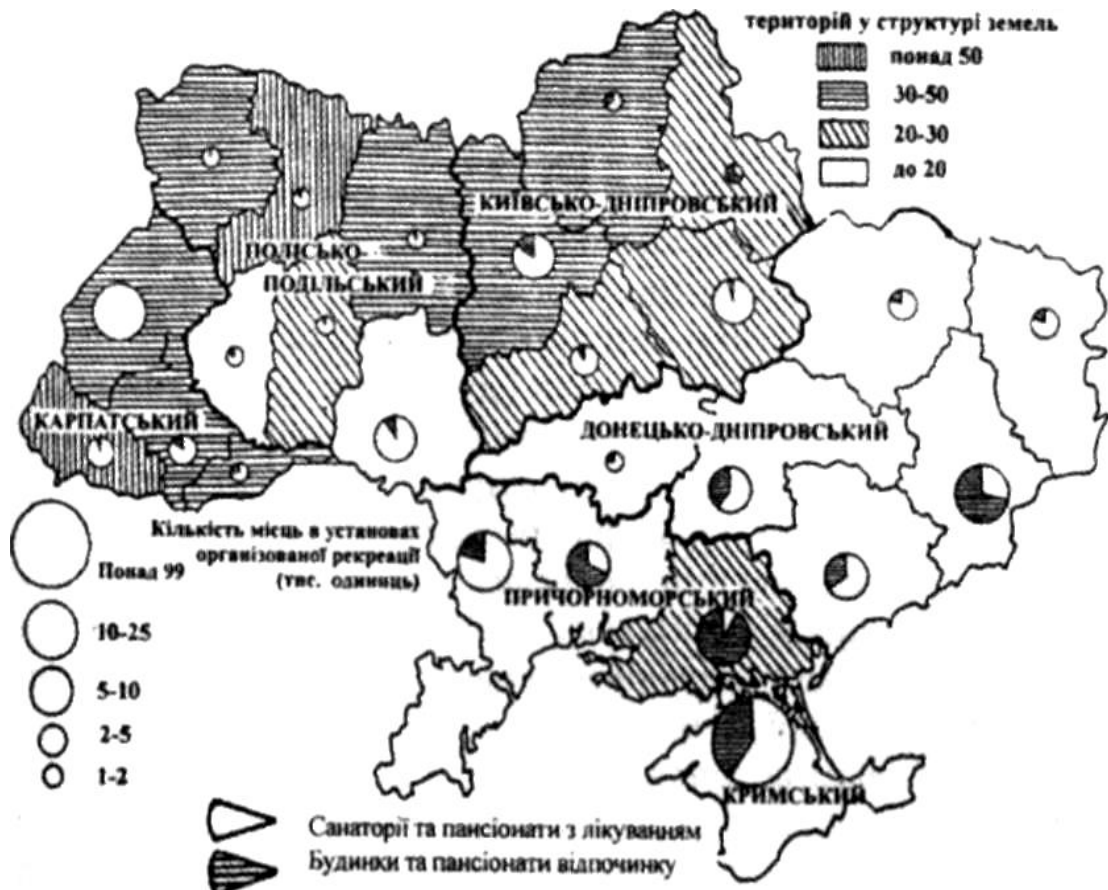 територій у структурі земель
понад 50
30-50
20-30
до 20
КИЇВСЬКО-ДНІПРОВСЬКИЙ
ПОЛІСЬКО-
ПОДІЛЬСЬКИЙ
КАРПАТСЬКИЙ
ДОНЕЦЬКО-ДНІПРОВСЬКИЙ
ПРИЧОРНОМОРСЬКИЙ
КРИМСЬКИЙ
Кількість місць в установах
організованої рекреації
(тис. одиниць)
Понад 99
10-25
5-10
2-5
1-2
Санаторії та пансіонати з лікуванням
Будинки та пансіонати відпочинку